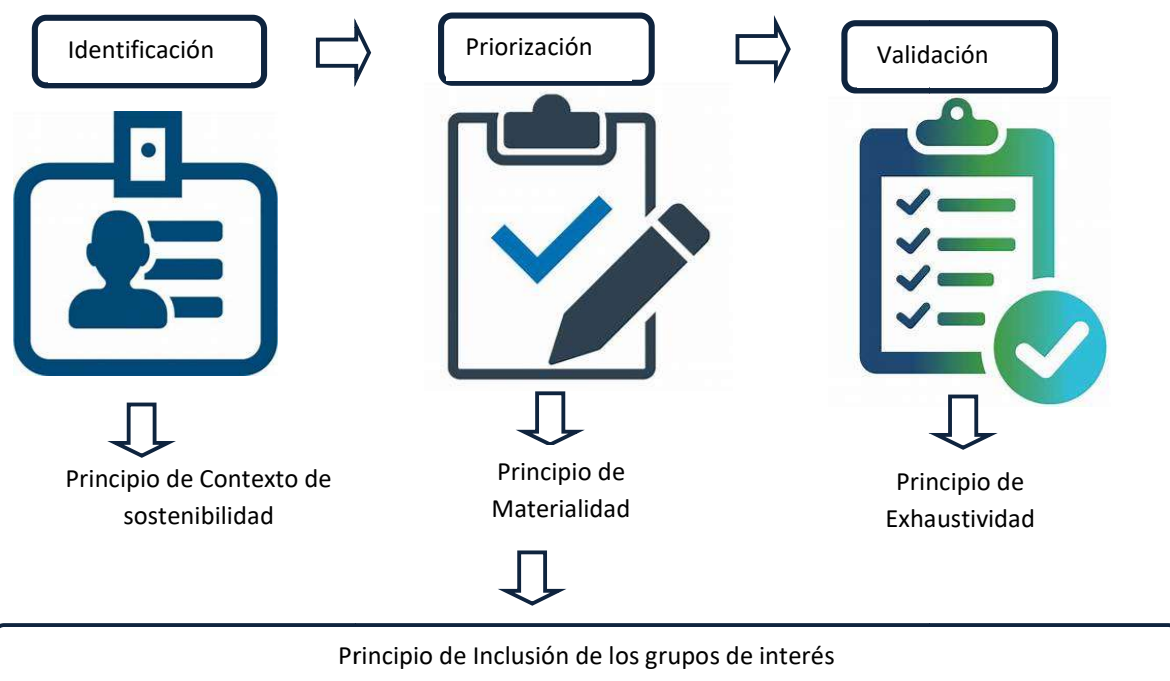 Identificación
Priorización
Validación
Principio de Contexto de
sostenibilidad
Principio de
Materialidad
Principio de
Exhaustividad
Principio de Inclusión de los grupos de interés